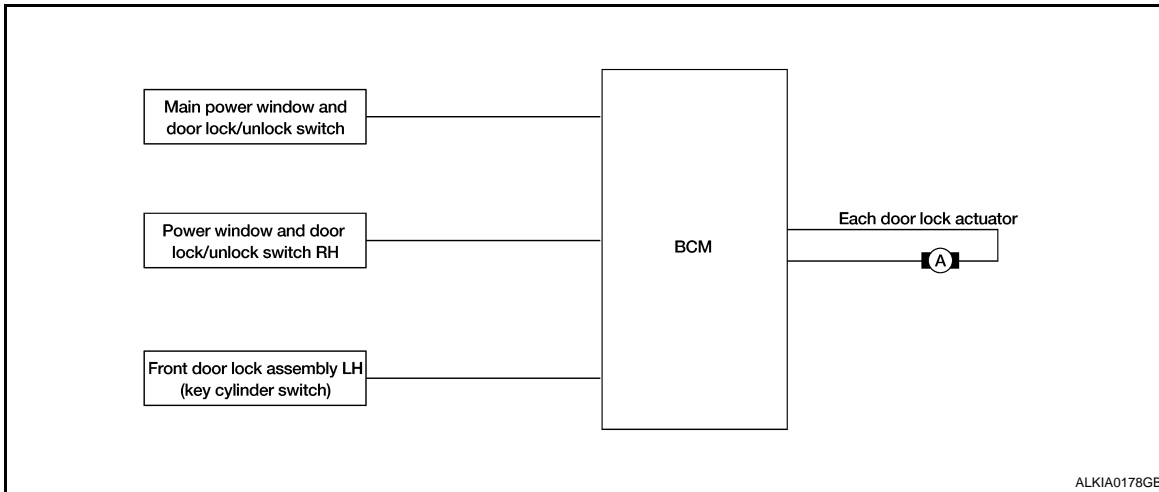 Main power window and
door lock/unlock switch
Power window and door
lock/unlock switch RH
Front door lock assembly LH
(key cylinder switch)
BCM
Each door lock actuator
A
ALKIA0178GB